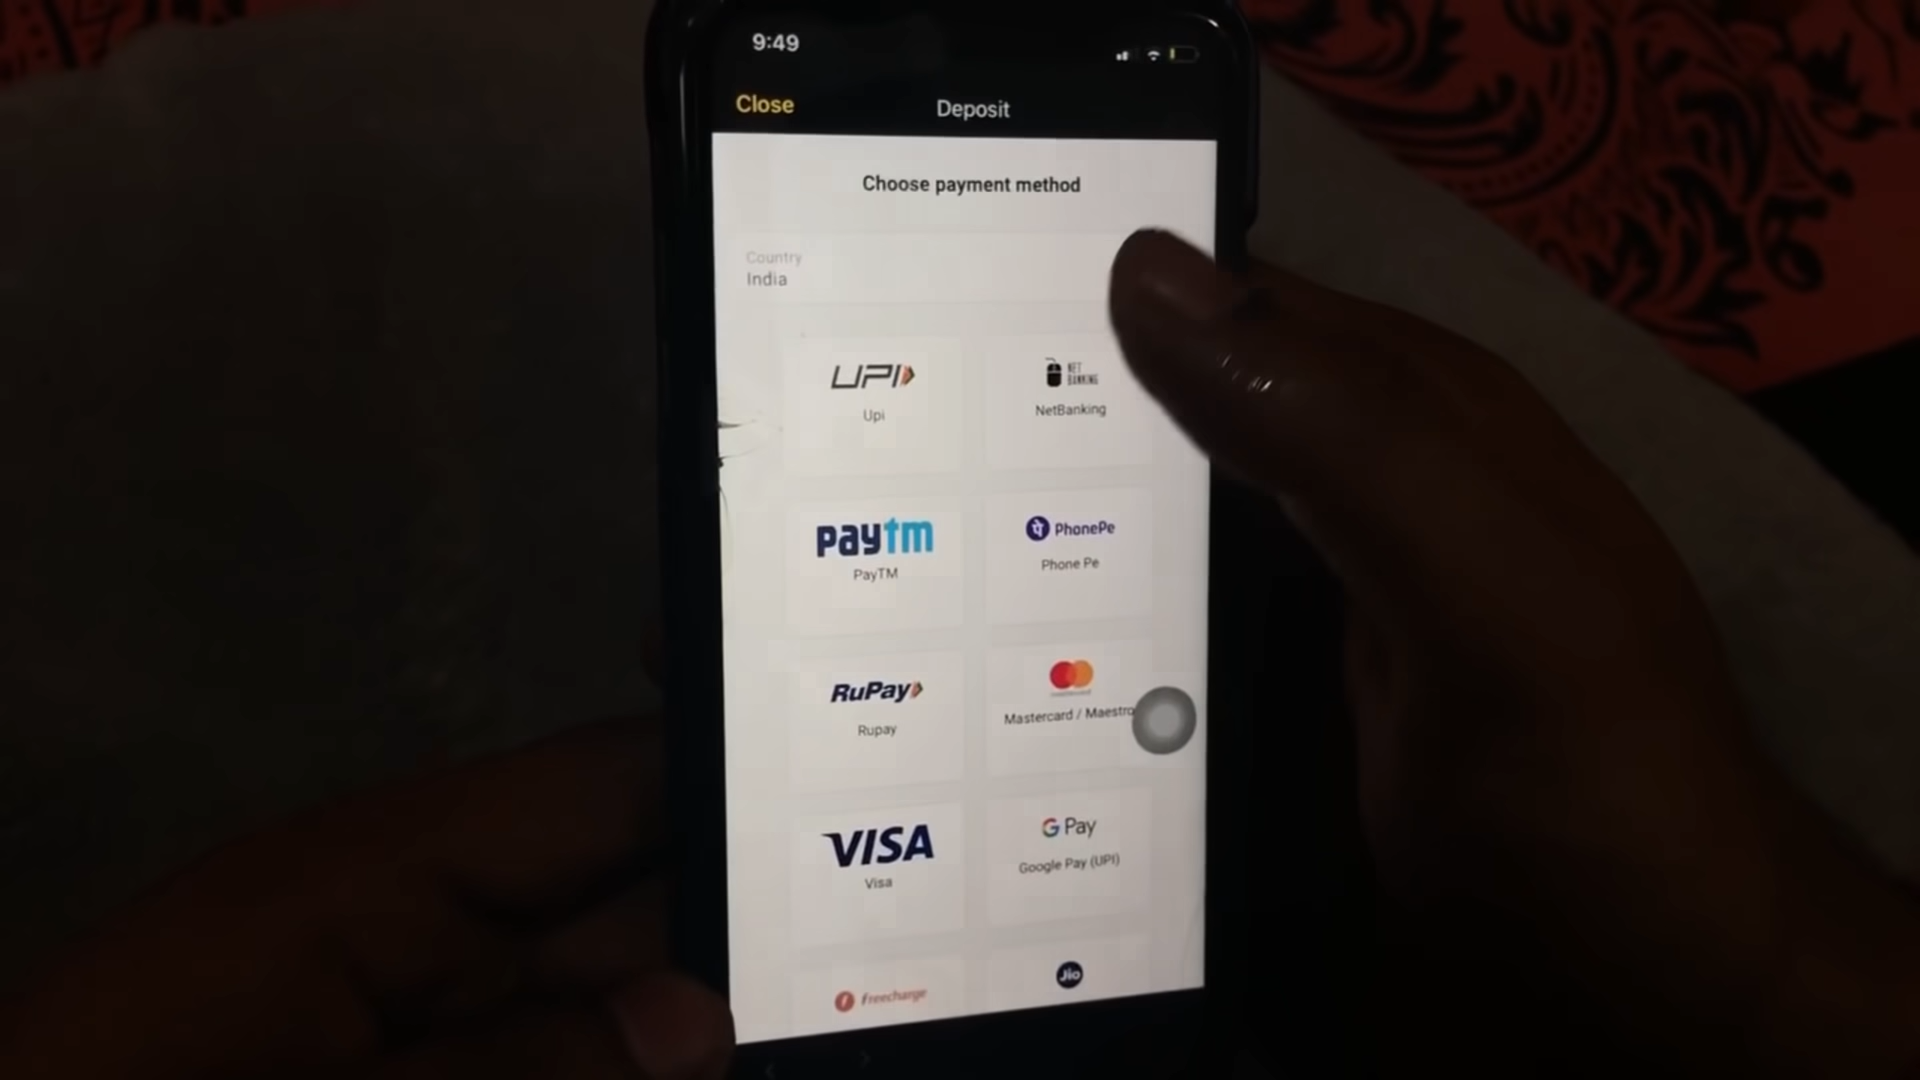 9:49
Close
Deposit
Choose payment method
Country
India
UPI
Upi
NET
BANKING
NetBanking
paytm
PayTM
PhonePe
Phone Pe
RuPay
Rupay
Mastercard / Maestro
VISA
Visa
G Pay
Google Pay (UPI)
freecharge
Jio